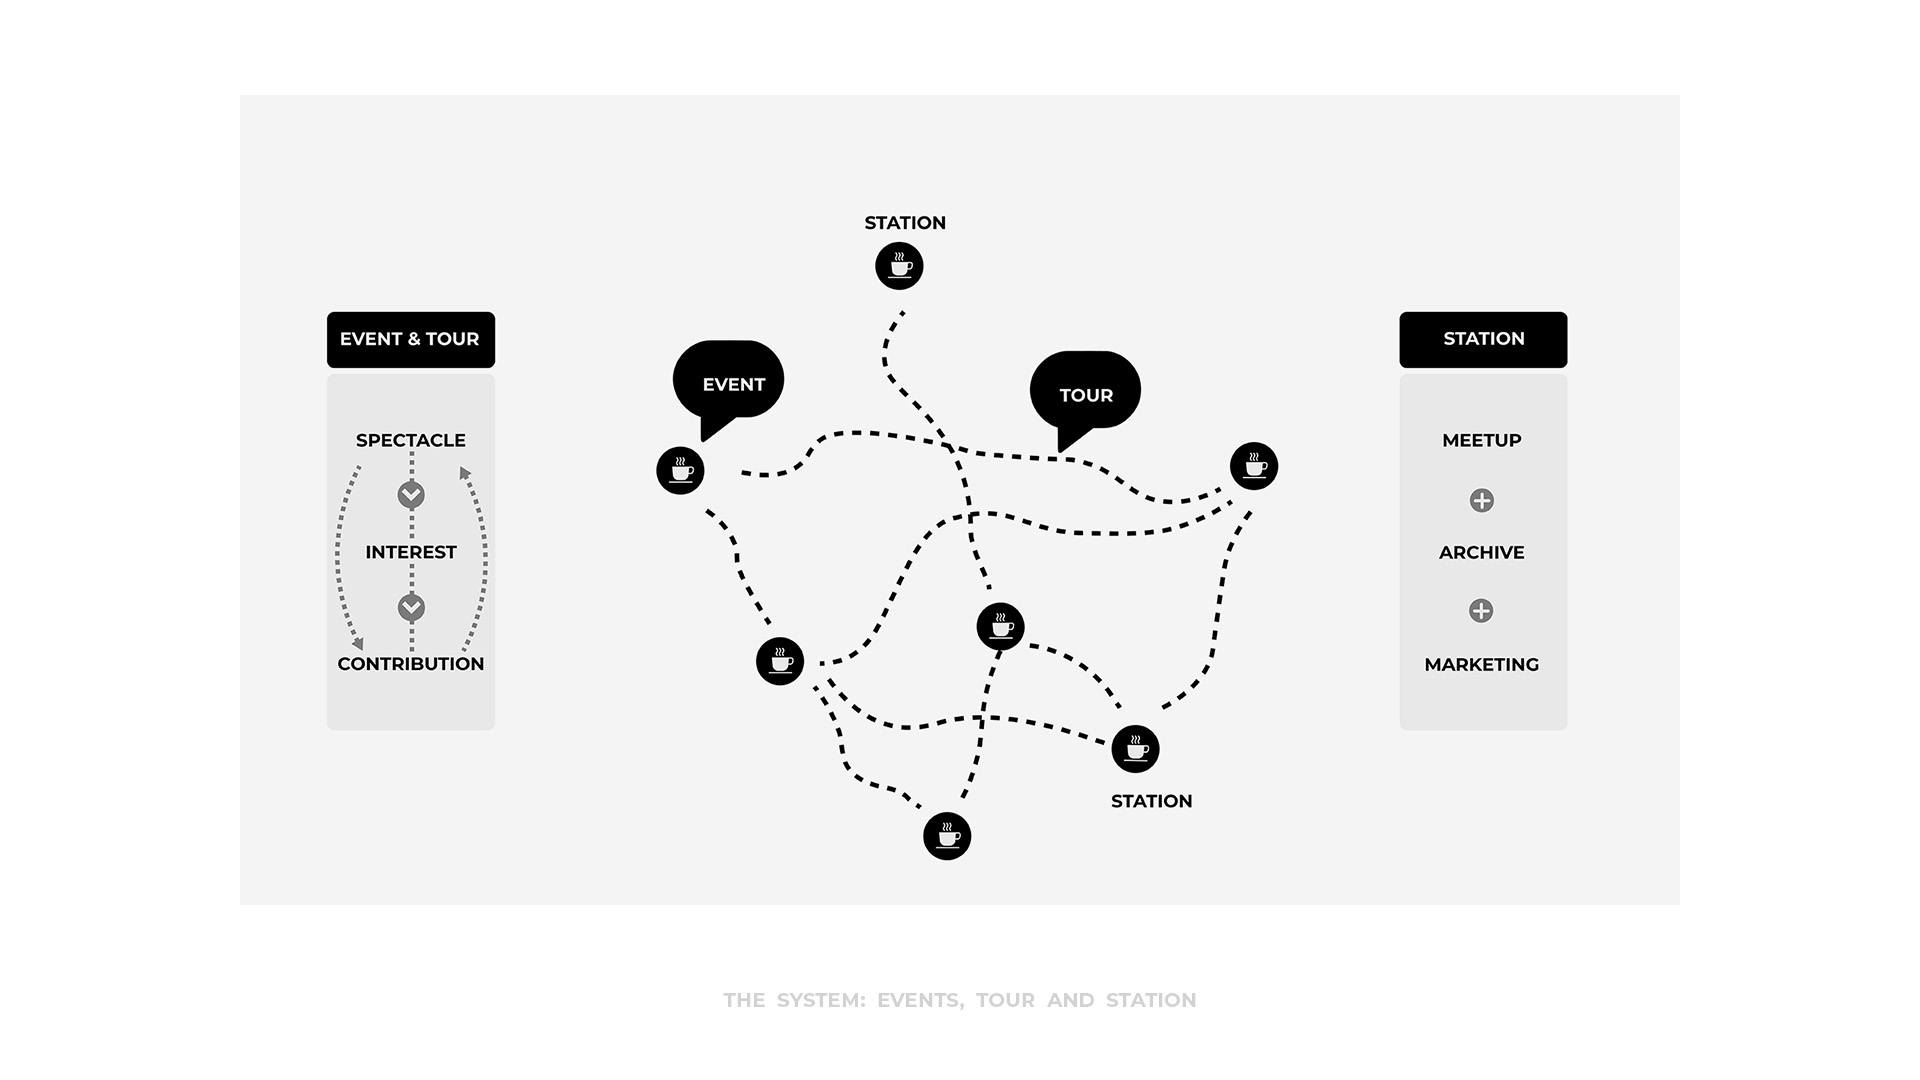 STATION
EVENT & TOUR
SPECTACLE
INTEREST
CONTRIBUTION
EVENT
TOUR
STATION
STATION
MEETUP
ARCHIVE
MARKETING
THE SYSTEM: EVENTS, TOUR AND STATION